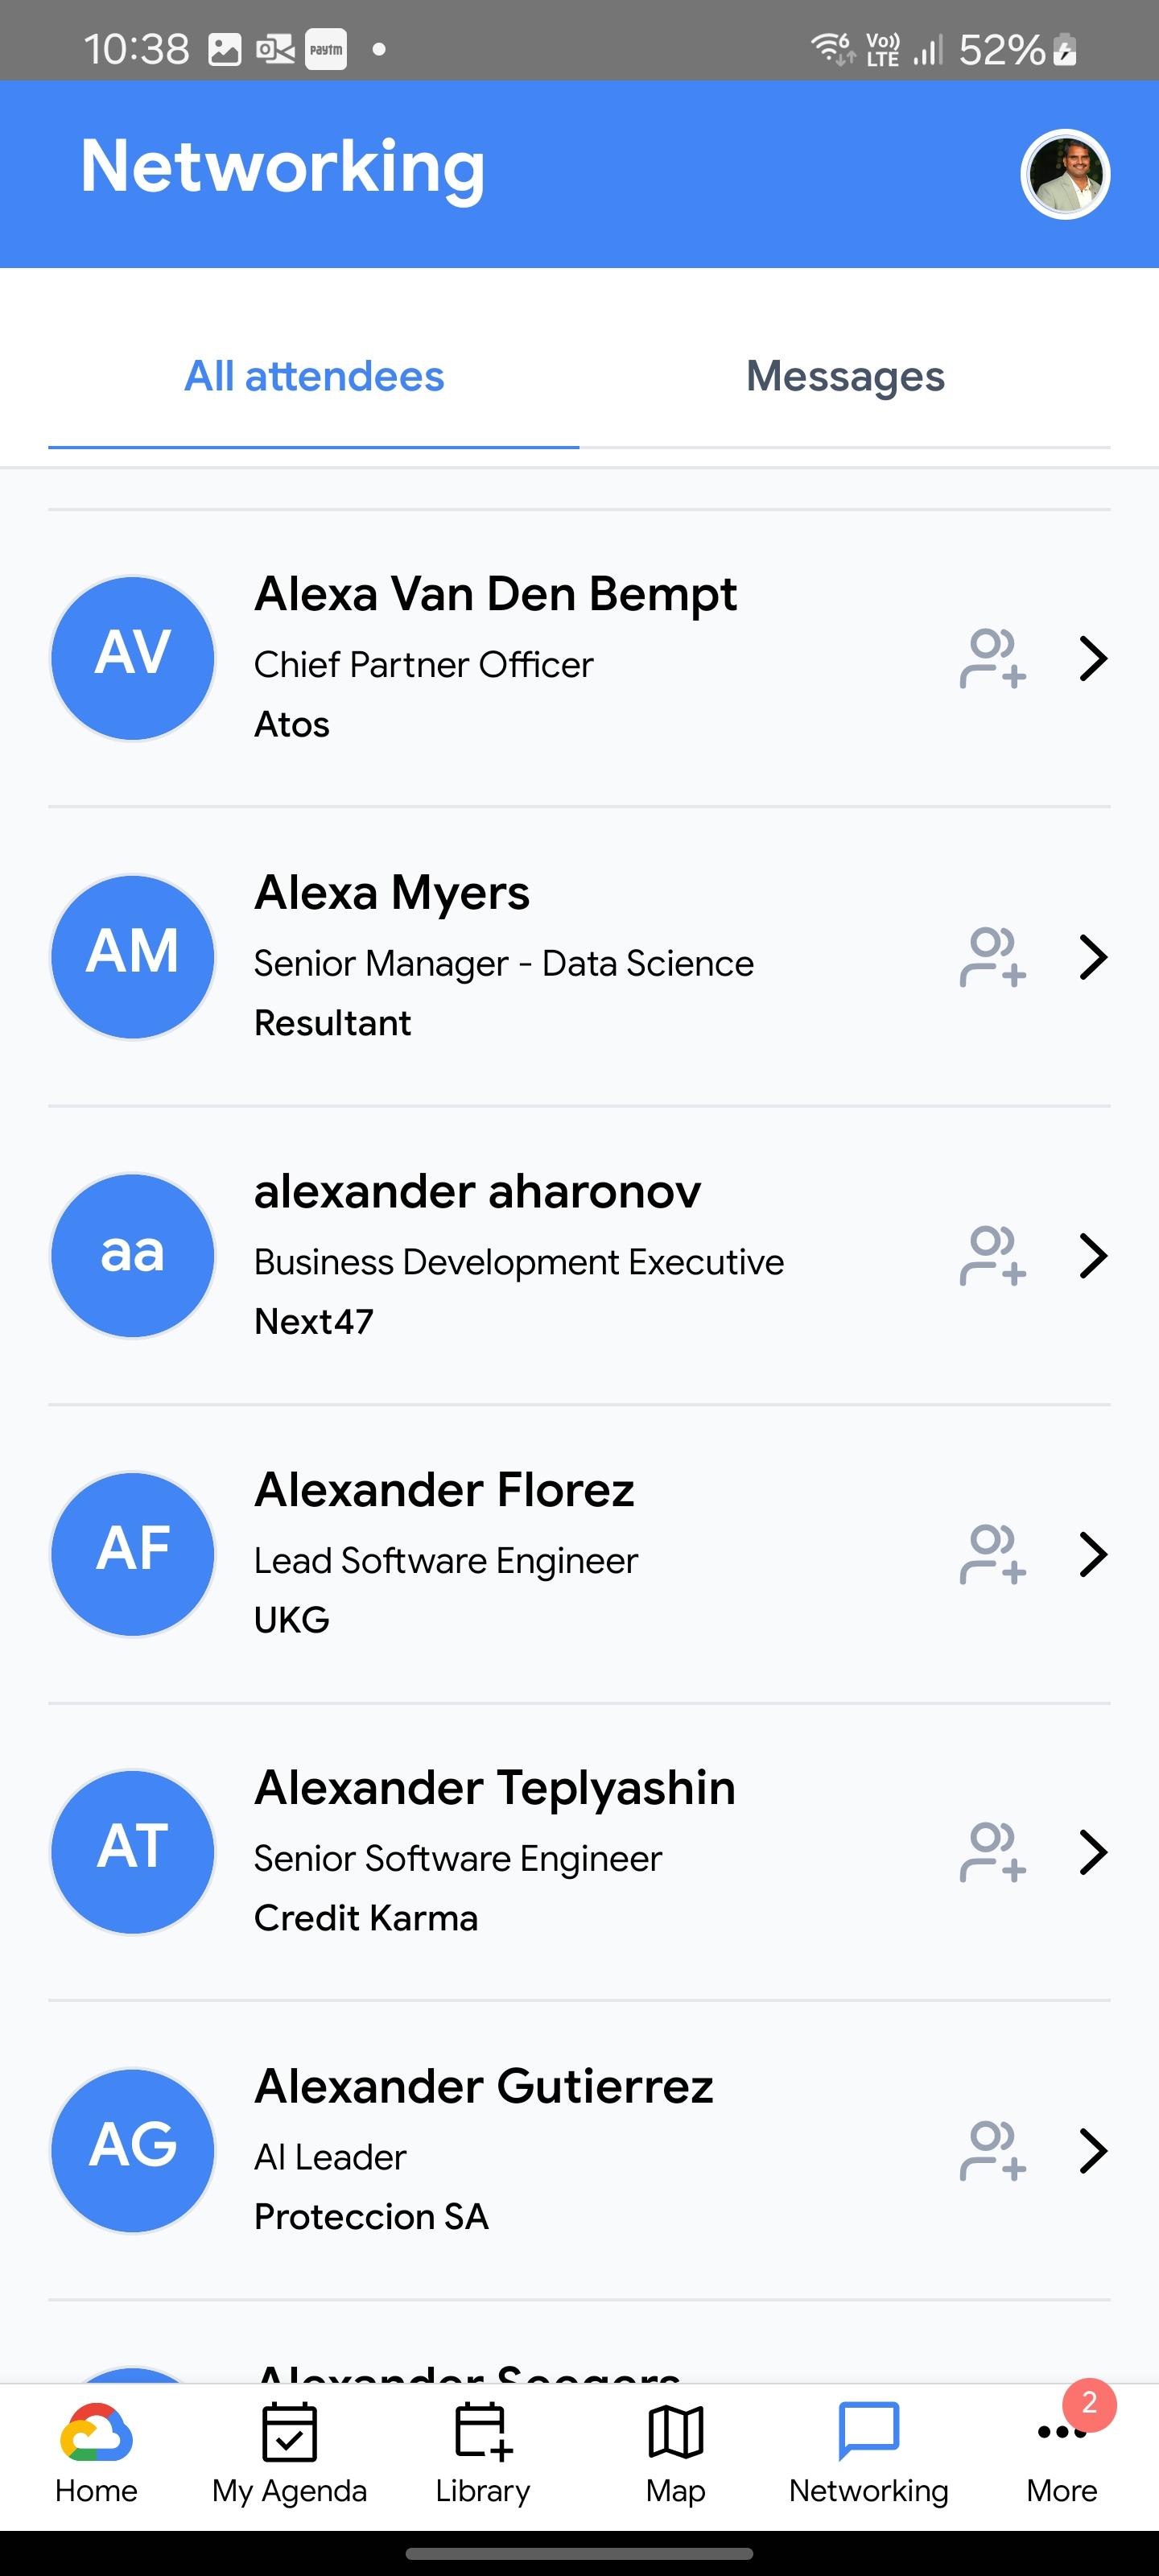 10:38 paytm Vo)) LTE 52%
Networking
All attendees Messages
AV
Alexa Van Den Bempt
Chief Partner Officer
Atos
AM
Alexa Myers
Senior Manager - Data Science
Resultant
aa
alexander aharonov
Business Development Executive
Next47
AF
Alexander Florez
Lead Software Engineer
UKG
AT
Alexander Teplyashin
Senior Software Engineer
Credit Karma
AG
Alexander Gutierrez
AI Leader
Proteccion SA
Alexander Seegers
2
Home My Agenda Library Map Networking More